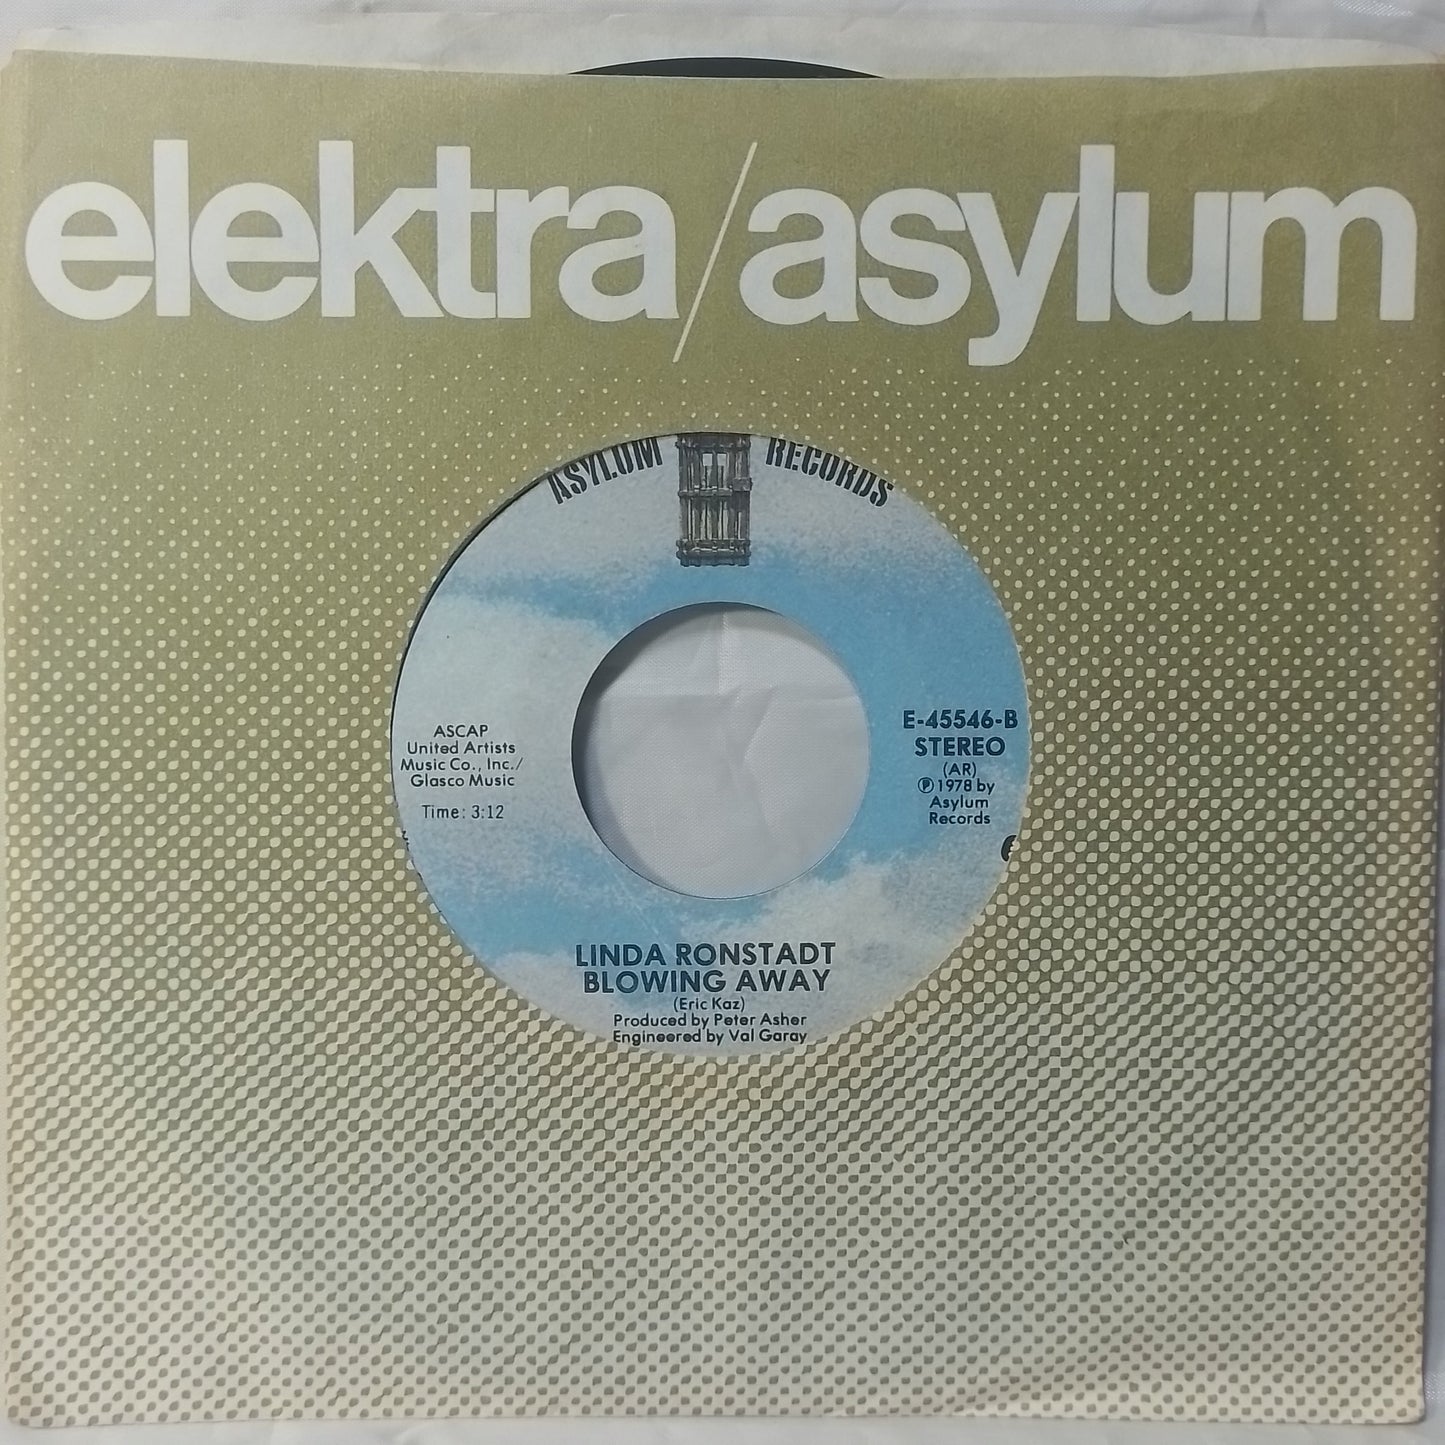 elektra/asylum
ASYLUM RECORDS
ASCAP
United Artists
Music Co., Inc./
Glasco Music
Time: 3:12
E-45546-B
STEREO
(AR)
℗1978 by
Asylum
Records
LINDA RONSTADT
BLOWING AWAY
(Eric Kaz)
Produced by Peter Asher
Engineered by Val Garay